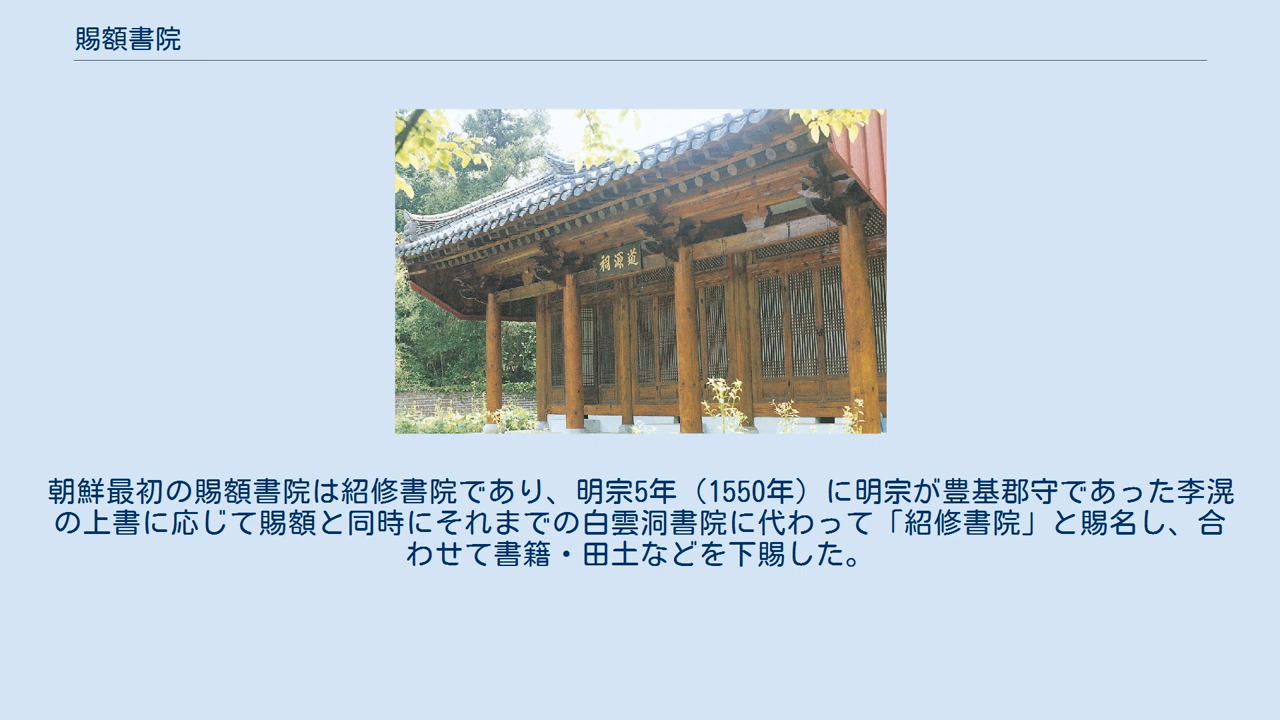 賜額書院
祠源道
朝鮮最初の賜額書院は紹修書院であり、明宗5年（1550年）に明宗が豊基郡守であった李滉
の上書に応じて賜額と同時にそれまでの白雲洞書院に代わって「紹修書院」と賜名し、合
わせて書籍・田土などを下賜した。